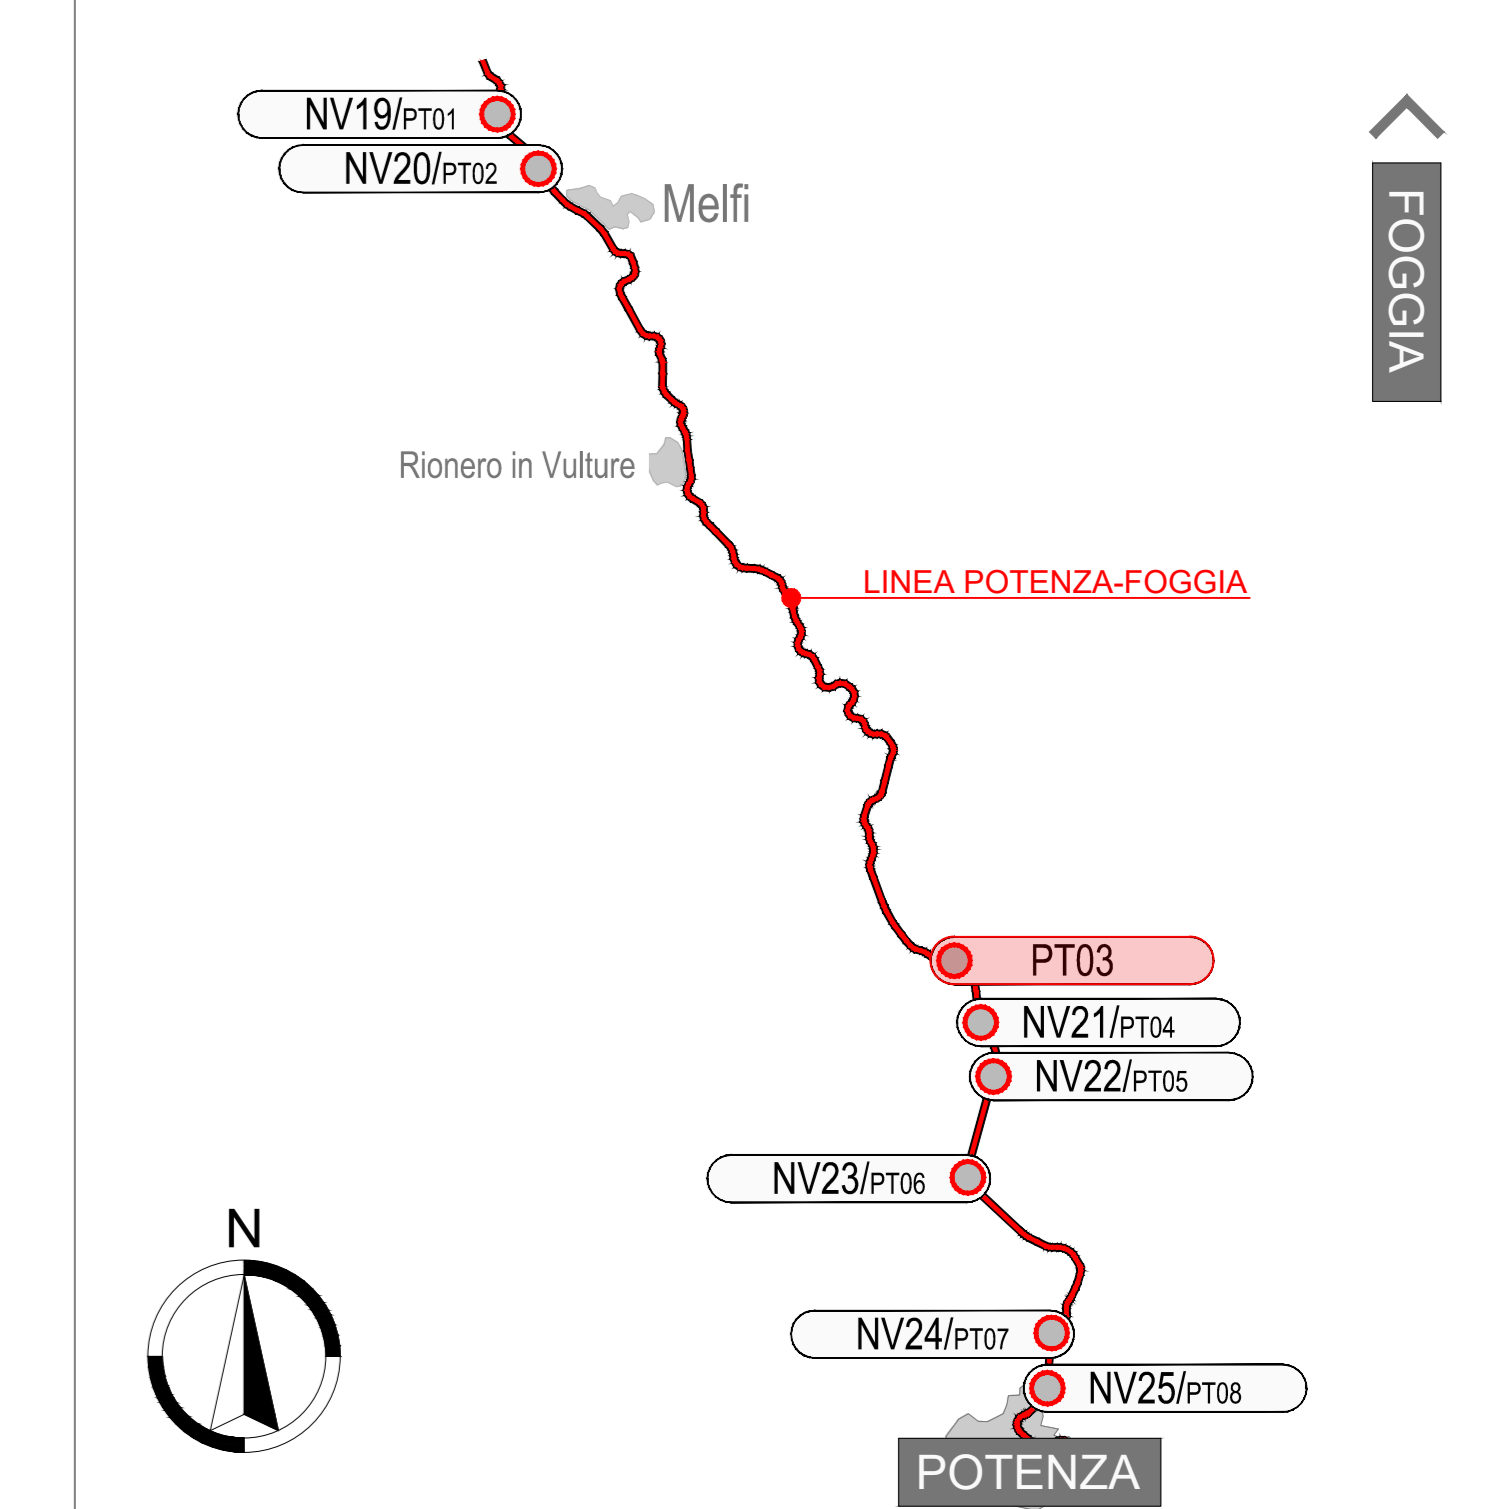 NV19/PT01
NV20/PT02
Melfi
FOGGIA
Rionero in Vulture
LINEA POTENZA-FOGGIA
PT03
NV21/PT04
NV22/PT05
NV23/PT06
N
NV24/PT07
NV25/PT08
POTENZA